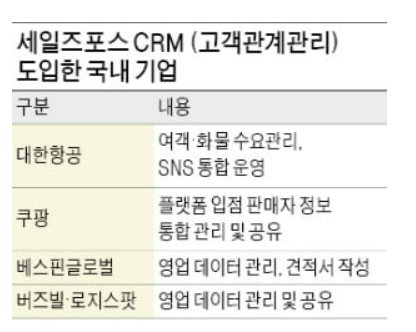 세일즈포스 CRM (고객관계관리)
도입한 국내 기업
구분 내용
대한항공 여객·화물 수요관리,
SNS 통합 운영
쿠팡 플랫폼 입점 판매자 정보
통합 관리 및 공유
베스핀글로벌 영업 데이터 관리, 견적서 작성
버즈빌·로지스팟 영업 데이터 관리 및 공유